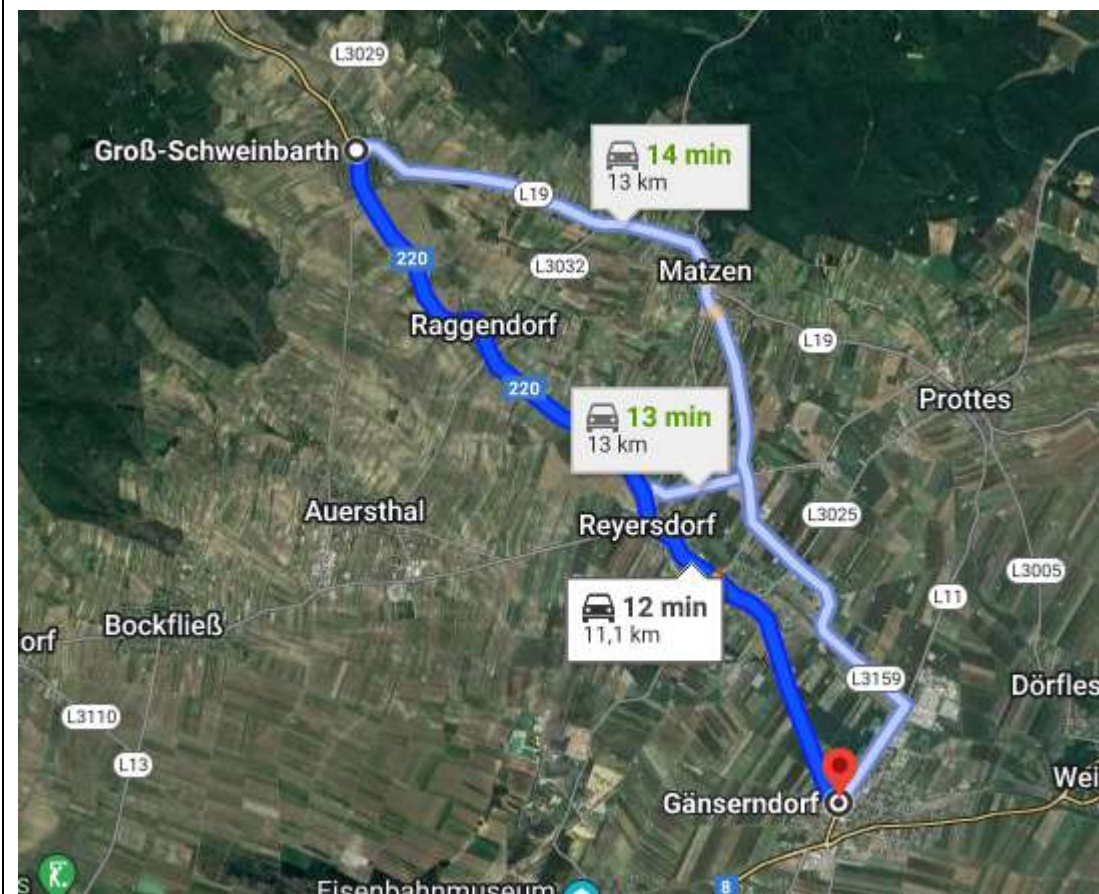 L3029
Groß-Schweinbarth
14 min
13 km
L19
220
L3032
Matzen
Raggendorf
L19
220
Prottes
13 min
13 km
Auersthal
Reyersdorf
L3025
L3005
12 min
11,1 km
L11
Bockfließ
orf
L3159
Dörfles
L3110
L13
Wei
Gänserndorf
8
s
Eisenbahnmuseum